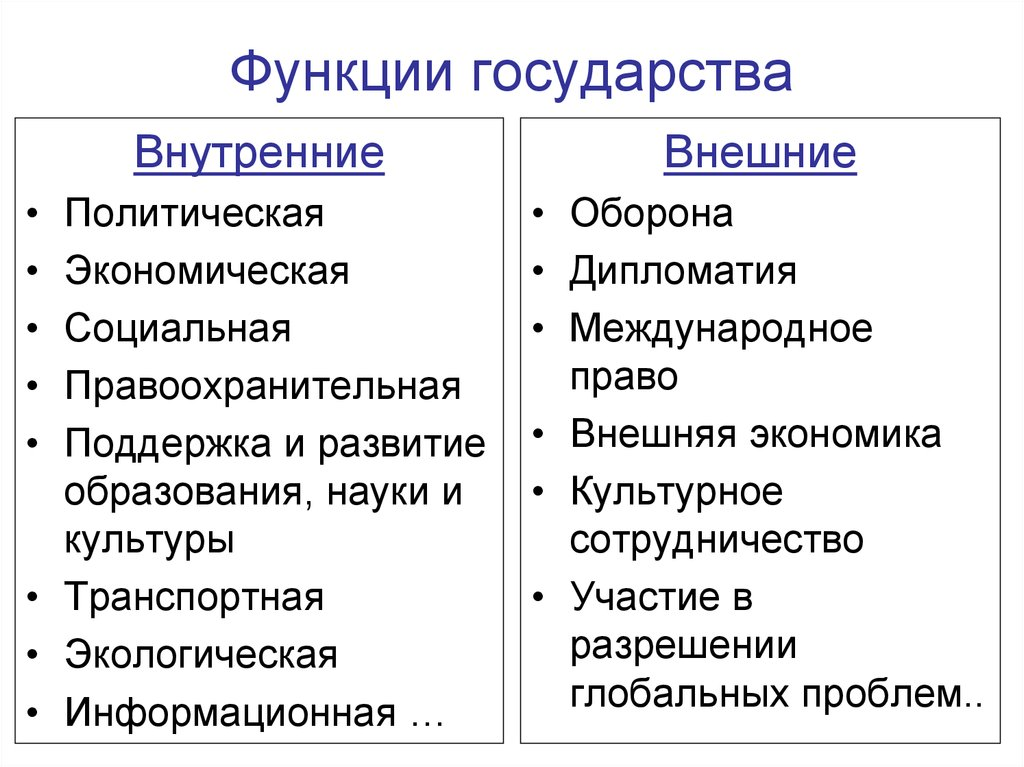 Функции государства
Внутренние
• Политическая
• Экономическая
• Социальная
• Правоохранительная
• Поддержка и развитие
образования, науки и
культуры
• Транспортная
• Экологическая
• Информационная …
Внешние
• Оборона
• Дипломатия
• Международное
право
• Внешняя экономика
• Культурное
сотрудничество
• Участие в
разрешении
глобальных проблем..